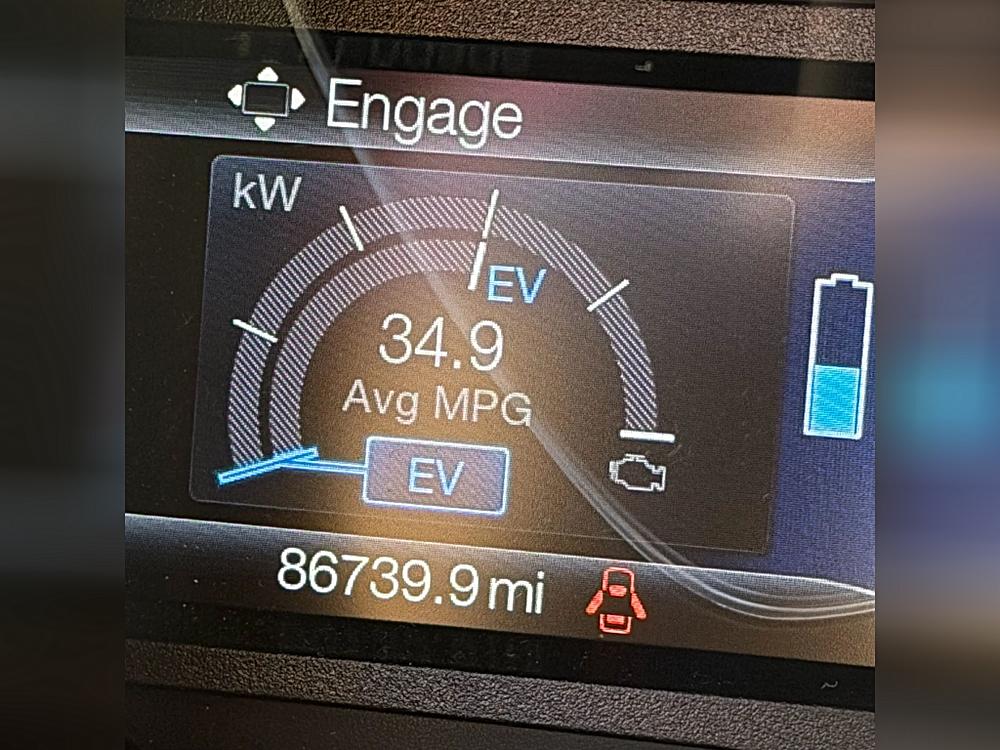 Engage
kW
EV
34.9
Avg MPG
EV
86739.9 mi